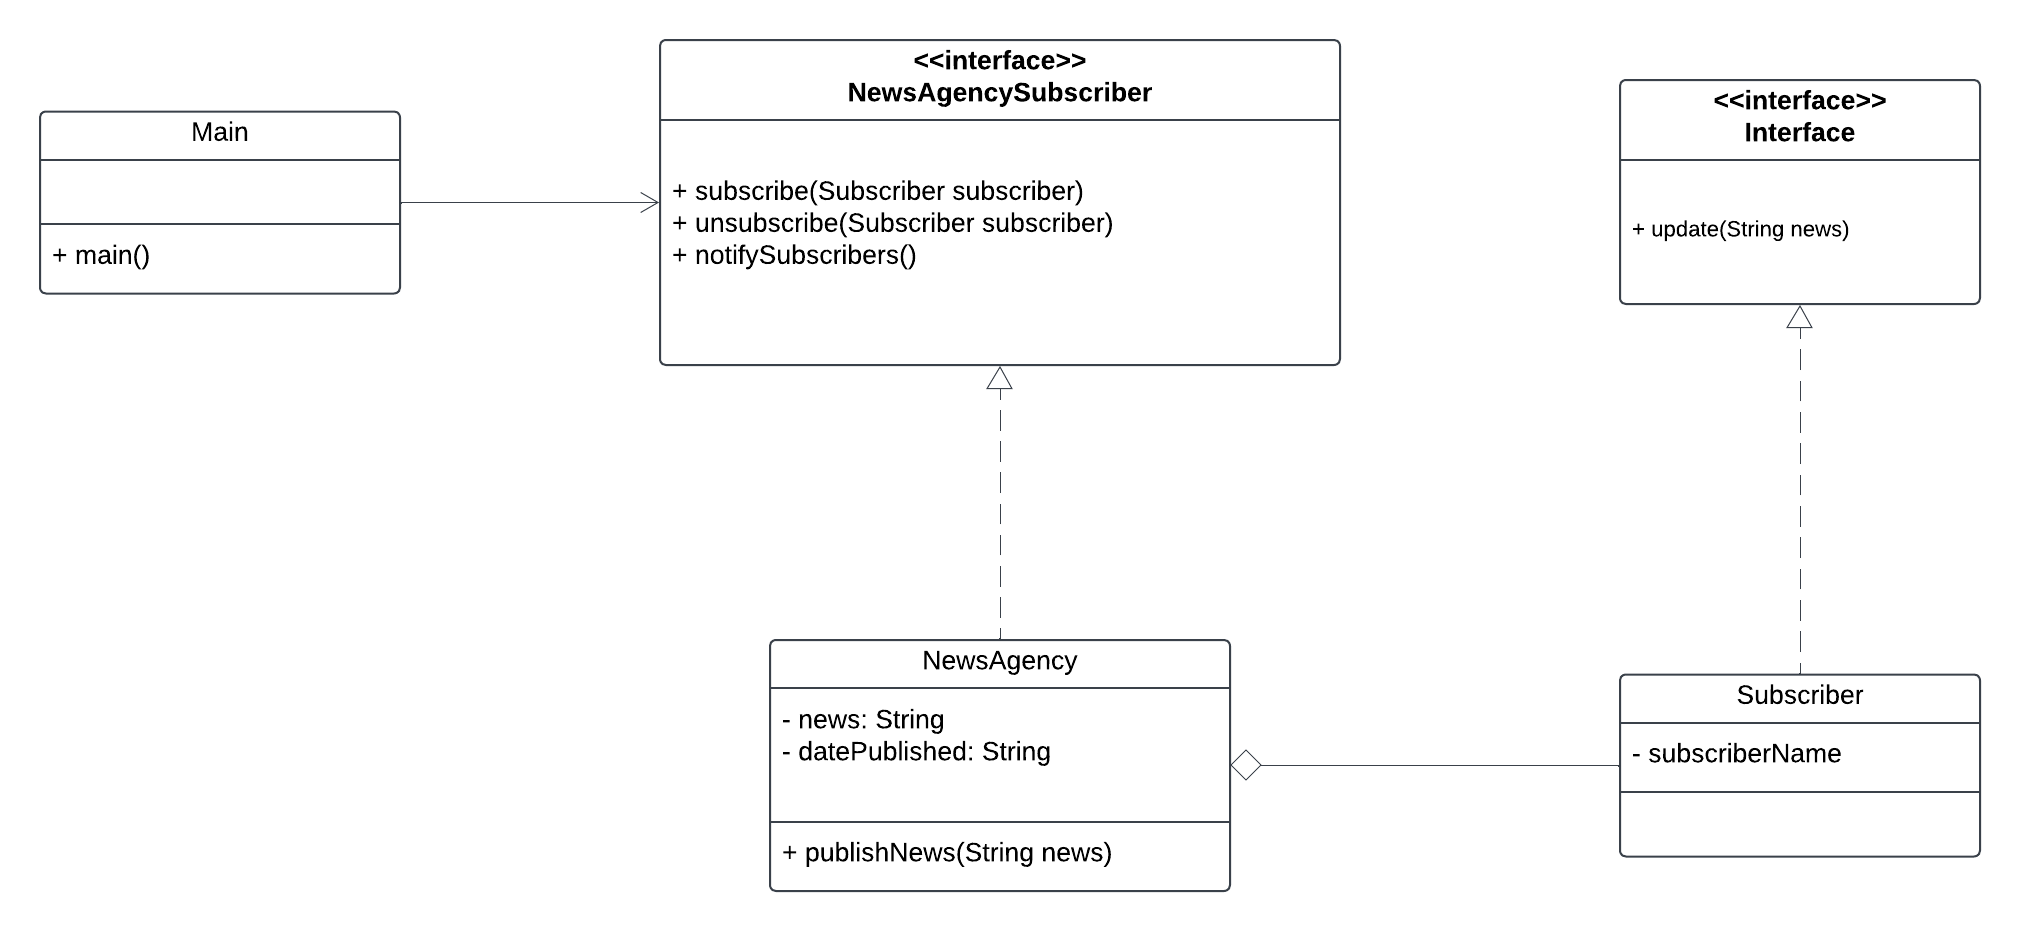 Main
+ main()
<<interface>>
NewsAgencySubscriber
+ subscribe(Subscriber subscriber)
+ unsubscribe(Subscriber subscriber)
+ notifySubscribers()
<<interface>>
Interface
+ update(String news)
NewsAgency
- news: String
- datePublished: String
+ publishNews(String news)
Subscriber
- subscriberName